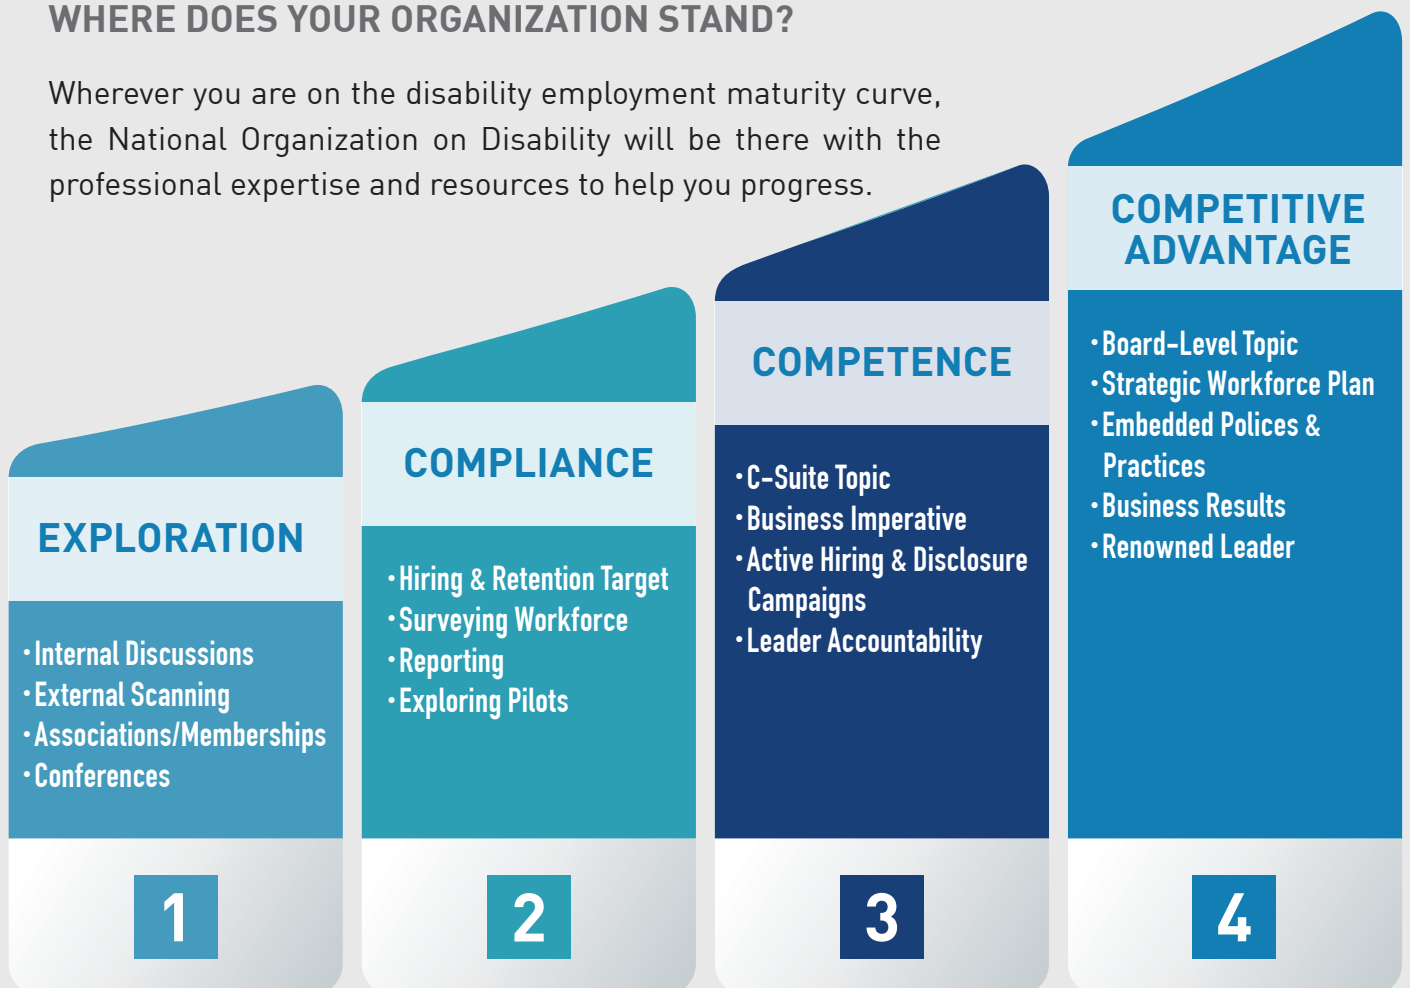 WHERE DOES YOUR ORGANIZATION STAND?
Wherever you are on the disability employment maturity curve,
the National Organization on Disability will be there with the
professional expertise and resources to help you progress.
EXPLORATION
·Internal Discussions
·External Scanning
·Associations/Memberships
·Conferences
1
COMPLIANCE
·Hiring & Retention Target
·Surveying Workforce
·Reporting
·Exploring Pilots
2
COMPETENCE
·C-Suite Topic
·Business Imperative
·Active Hiring & Disclosure
Campaigns
·Leader Accountability
3
COMPETITIVE
ADVANTAGE
·Board-Level Topic
·Strategic Workforce Plan
·Embedded Polices &
Practices
·Business Results
·Renowned Leader
4